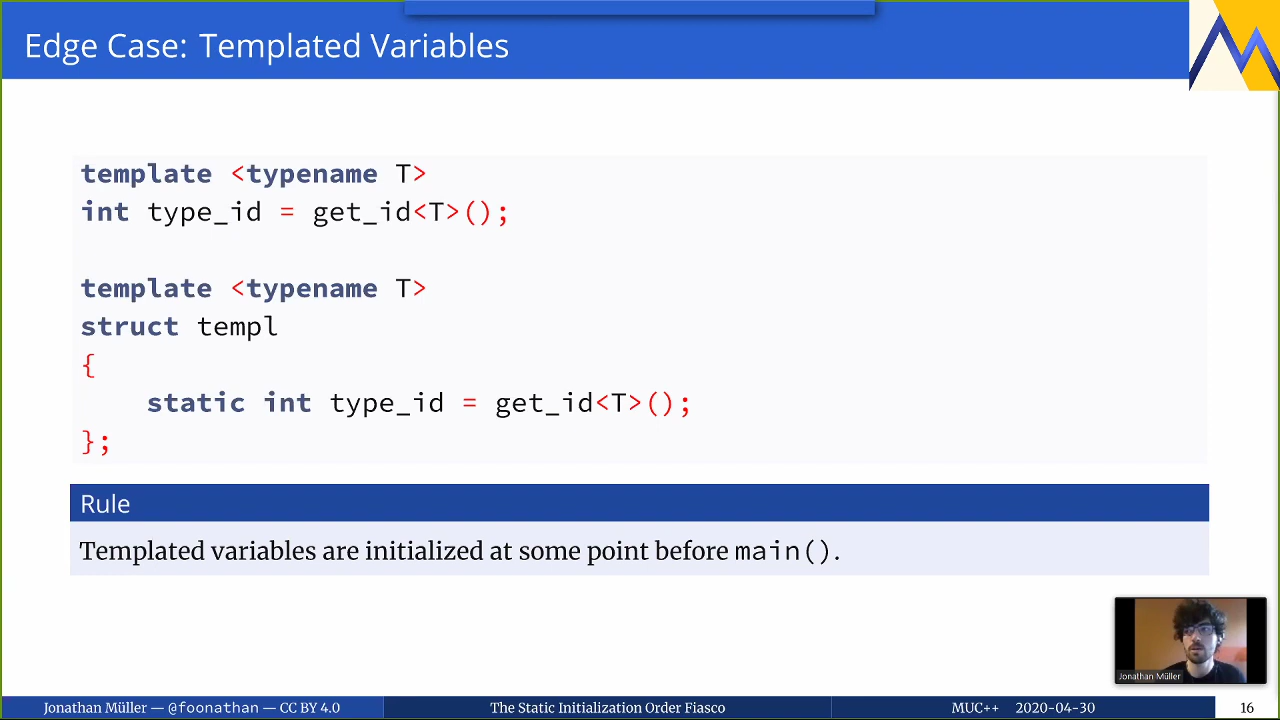 Edge Case: Templated Variables
template <typename T>
int type_id = get_id<T>();
template <typename T>
struct templ
{
    static int type_id = get_id<T>();
};
Rule
Templated variables are initialized at some point before main().
Jonathan Müller
Jonathan Müller — @foonathan — CC BY 4.0
The Static Initialization Order Fiasco
MUC++ 2020-04-30
16